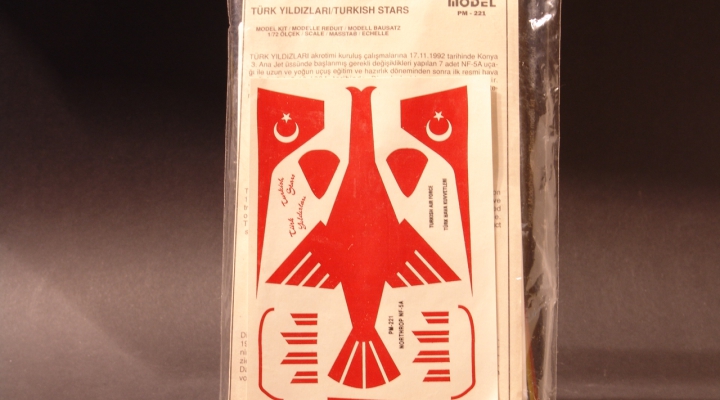 TÜRK YILDIZLARI/TURKISH STARS
MODEL
PM - 221
MODEL KIT / MODELLE REDUIT / MODELL BAUSATZ
1/72 ÖLÇEK - SCALE / MASSTAB - ECHELLE
TÜRK YILDIZLARI akrotimi kuruluş çalışmalarına 17.11.1992 tarihinde Konya
3. Ana Jet üssünde başlanmış gerekli değişiklikleri yapılan 7 adet NF-5A uça-
ğı ile uzun ve yoğun uçuş eğitim ve hazırlık döneminden sonra ilk resmi hava
Turkish
Stars
Türk
Yıldızları
TURKISH AIR FORCE
TÜRK HAVA KUVVETLERİ
PM-221
NORTHROP NF-5A